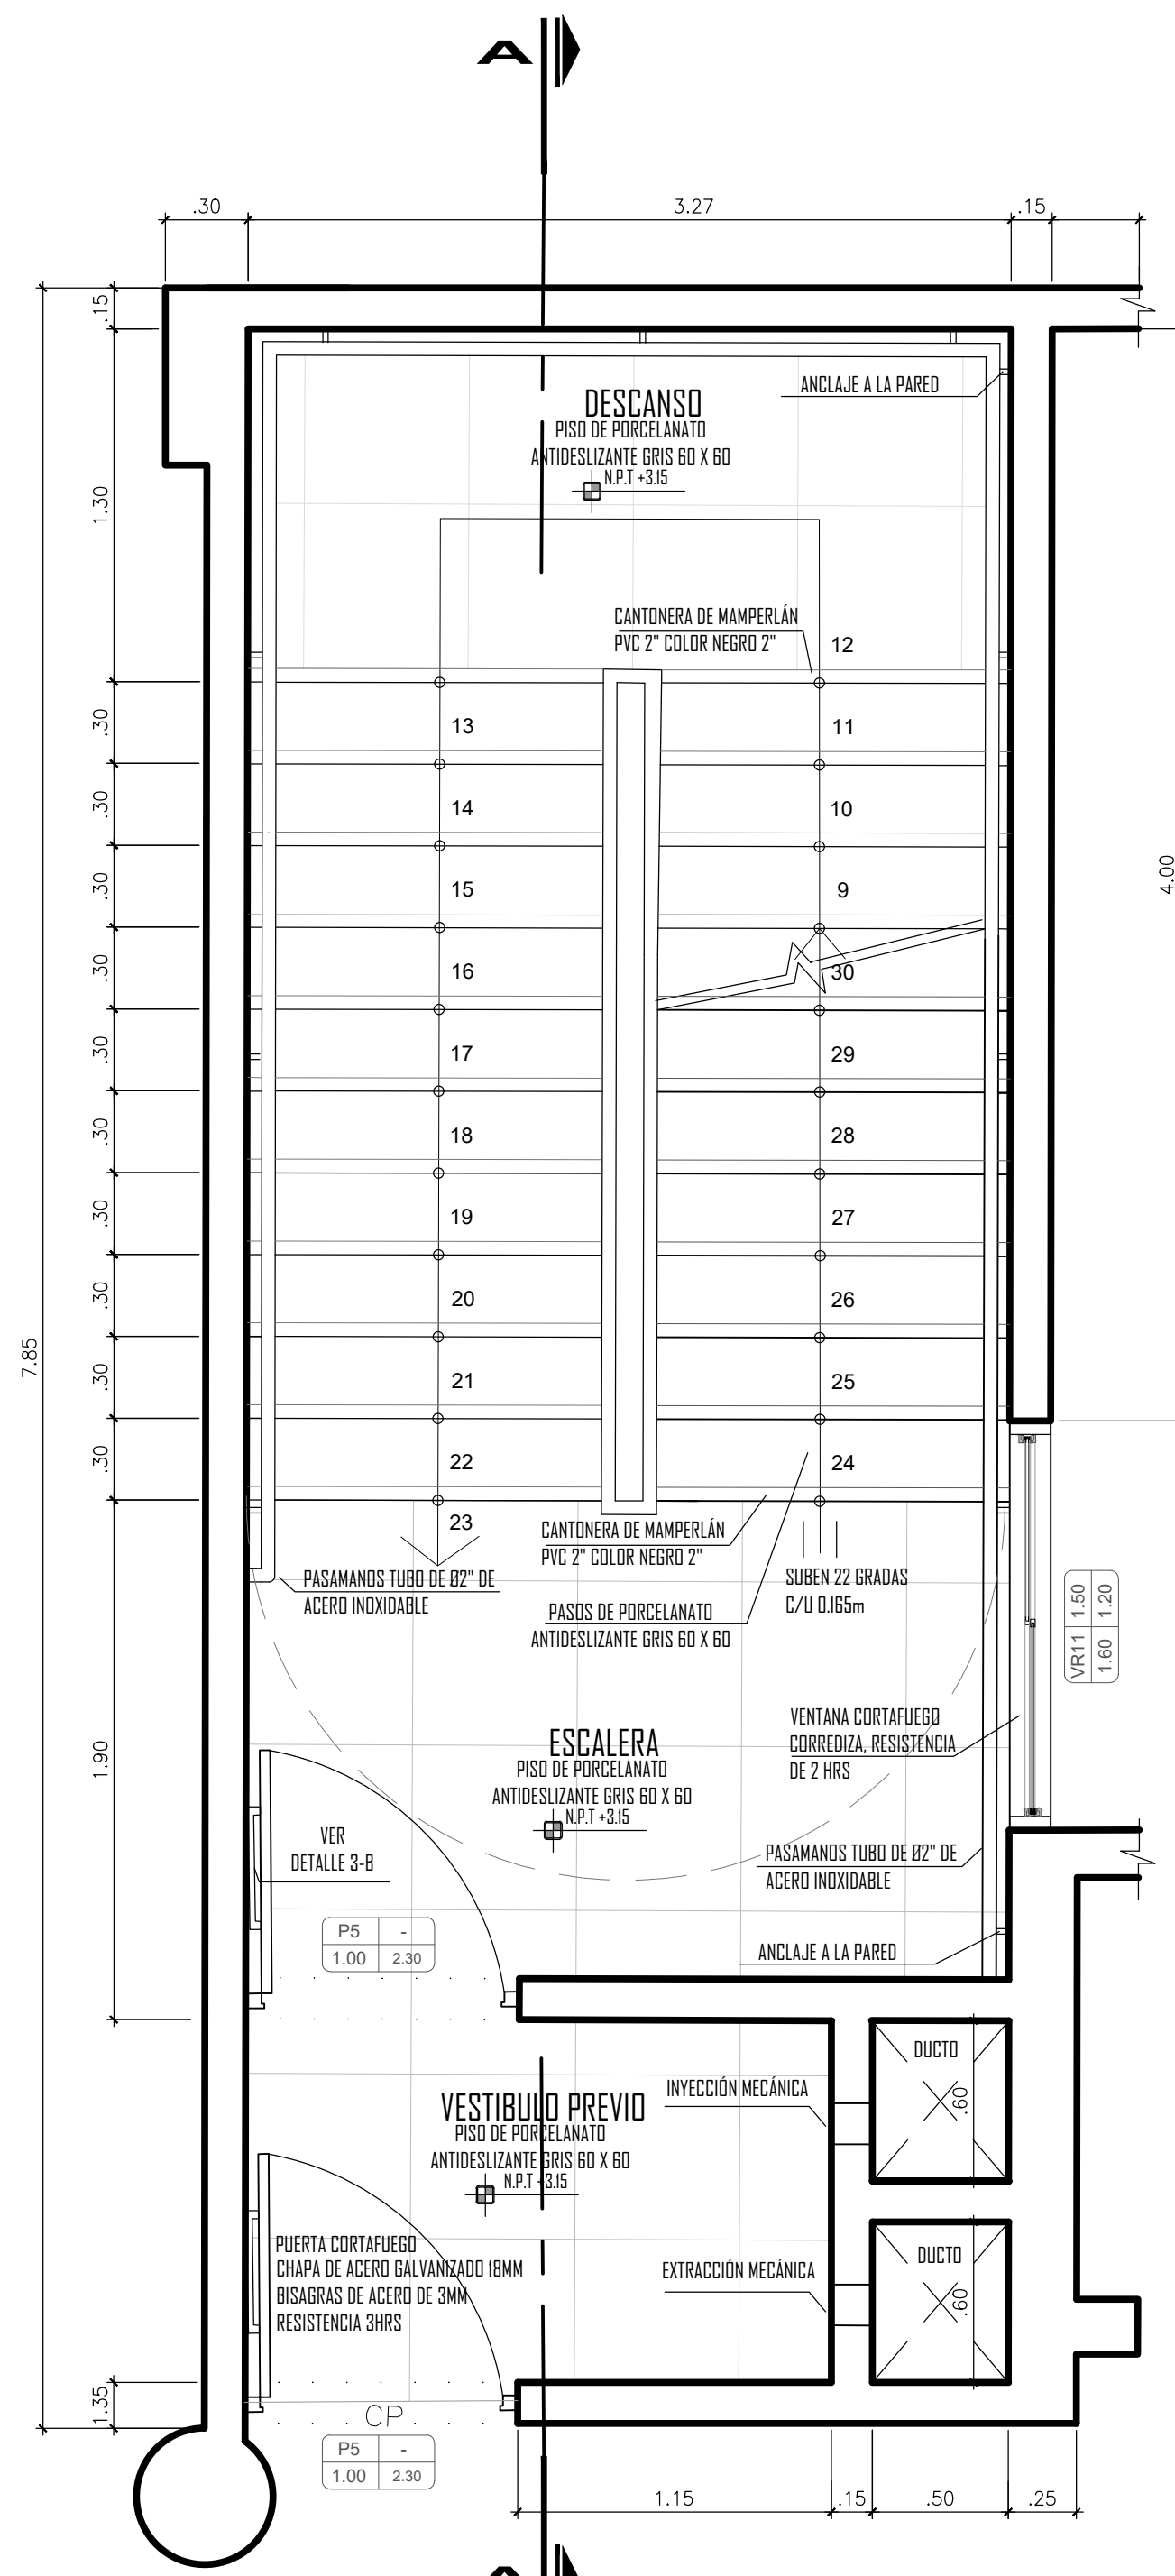 A
.30
3.27
.15
.15
DESCANSO
PISO DE PORCELANATO
ANTIDESLIZANTE GRIS 60 X 60
N.P.T +3.15
ANCLAJE A LA PARED
1.30
CANTONERA DE MAMPERLÁN
PVC 2" COLOR NEGRO 2"
12
.30
13
11
.30
14
10
.30
15
9
4.00
.30
16
30
.30
17
29
.30
18
28
.30
19
27
.30
20
26
7.85
.30
21
25
.30
22
24
23
CANTONERA DE MAMPERLÁN
PVC 2" COLOR NEGRO 2"
PASAMANOS TUBO DE Ø2" DE
ACERO INOXIDABLE
SUBEN 22 GRADAS
C/U 0.165m
PASOS DE PORCELANATO
ANTIDESLIZANTE GRIS 60 X 60
VR11 1.50
1.60 1.20
VENTANA CORTAFUEGO
CORREDIZA, RESISTENCIA
DE 2 HRS
1.90
ESCALERA
PISO DE PORCELANATO
ANTIDESLIZANTE GRIS 60 X 60
N.P.T +3.15
VER
DETALLE 3-B
PASAMANOS TUBO DE Ø2" DE
ACERO INOXIDABLE
P5 -
1.00 2.30
ANCLAJE A LA PARED
DUCTO
.60
INYECCIÓN MECÁNICA
VESTIBULO PREVIO
PISO DE PORCELANATO
ANTIDESLIZANTE GRIS 60 X 60
N.P.T +3.15
PUERTA CORTAFUEGO
CHAPA DE ACERO GALVANIZADO 18MM
BISAGRAS DE ACERO DE 3MM
RESISTENCIA 3HRS
EXTRACCIÓN MECÁNICA
DUCTO
.60
1.35
CP
P5 -
1.00 2.30
1.15
.15
.50
.25
A